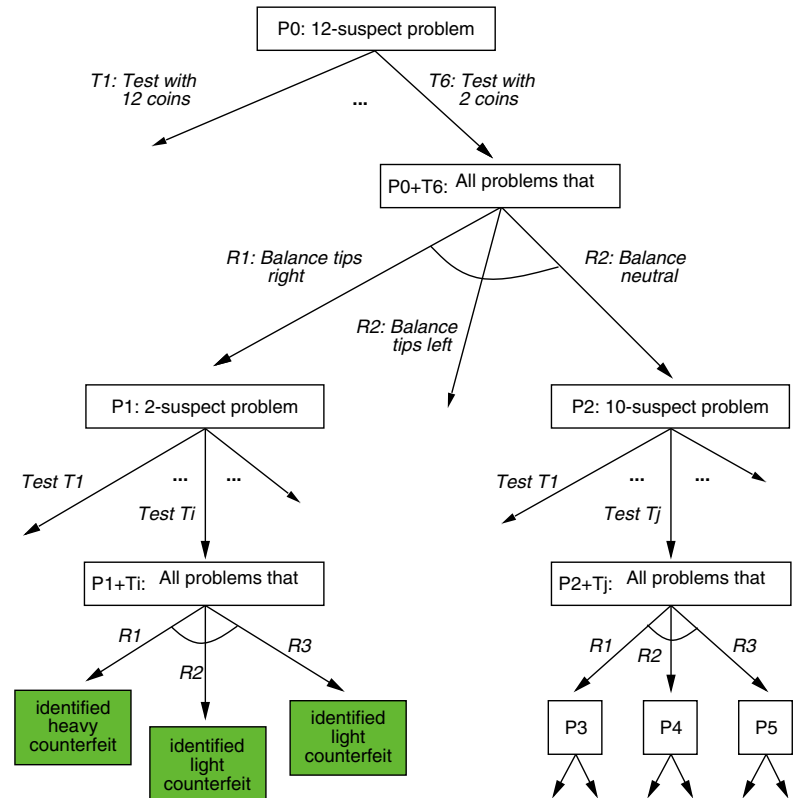 P0: 12-suspect problem
T1: Test with
12 coins
...
T6: Test with
2 coins
P0+T6: All problems that
R1: Balance tips
right
R2: Balance
tips left
R2: Balance
neutral
P1: 2-suspect problem
P2: 10-suspect problem
Test T1
...
...
Test Ti
Test T1
...
...
Test Tj
P1+Ti: All problems that
P2+Tj: All problems that
R1
R2
R3
R1
R2
R3
identified
heavy
counterfeit
identified
light
counterfeit
identified
light
counterfeit
P3
P4
P5